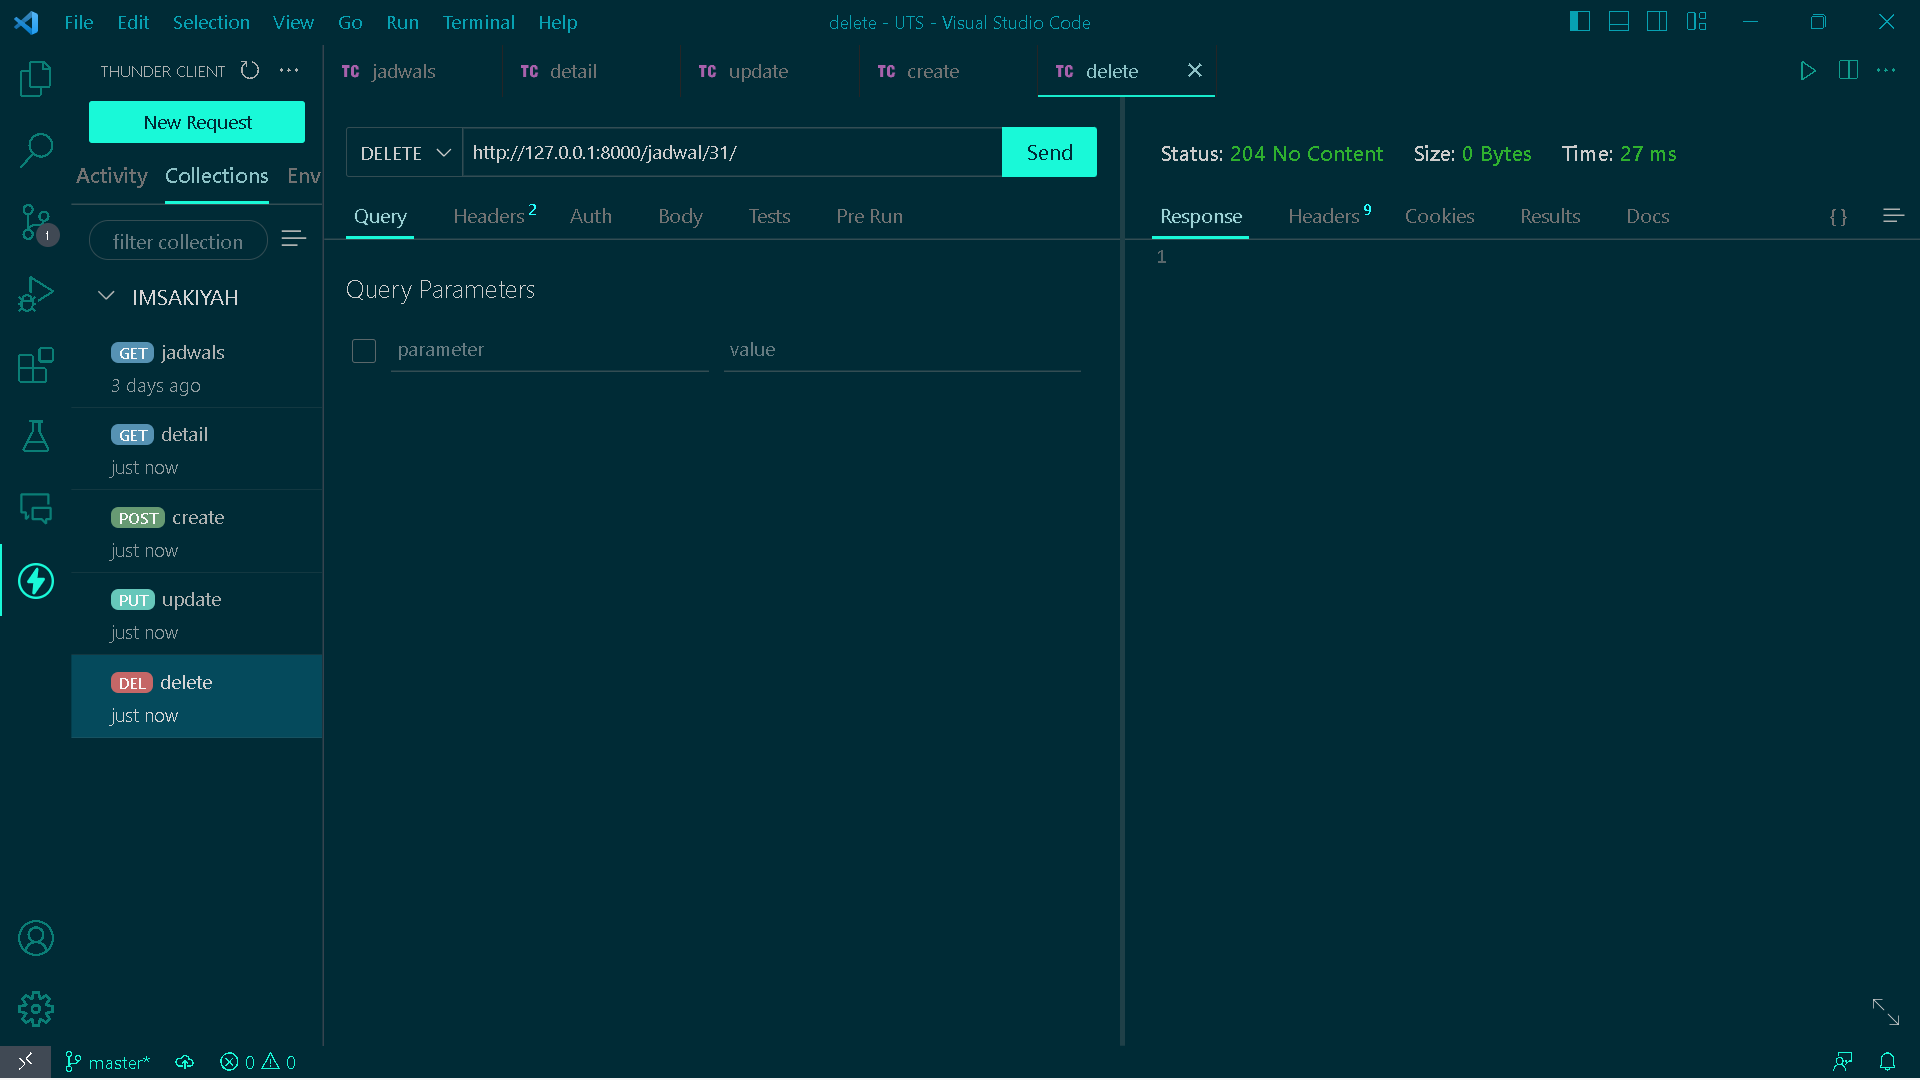 File Edit Selection View Go Run Terminal Help
delete - UTS - Visual Studio Code
THUNDER CLIENT
New Request
Activity Collections Env
filter collection
1
IMSAKIYAH
GET jadwals
3 days ago
GET detail
just now
POST create
just now
PUT update
just now
DEL delete
just now
TC jadwals TC detail TC update TC create TC delete
DELETE http://127.0.0.1:8000/jadwal/31/ Send
Query Headers 2 Auth Body Tests Pre Run
Query Parameters
parameter value
Status: 204 No Content Size: 0 Bytes Time: 27 ms
Response Headers 9 Cookies Results Docs {}
1
master* 0 0